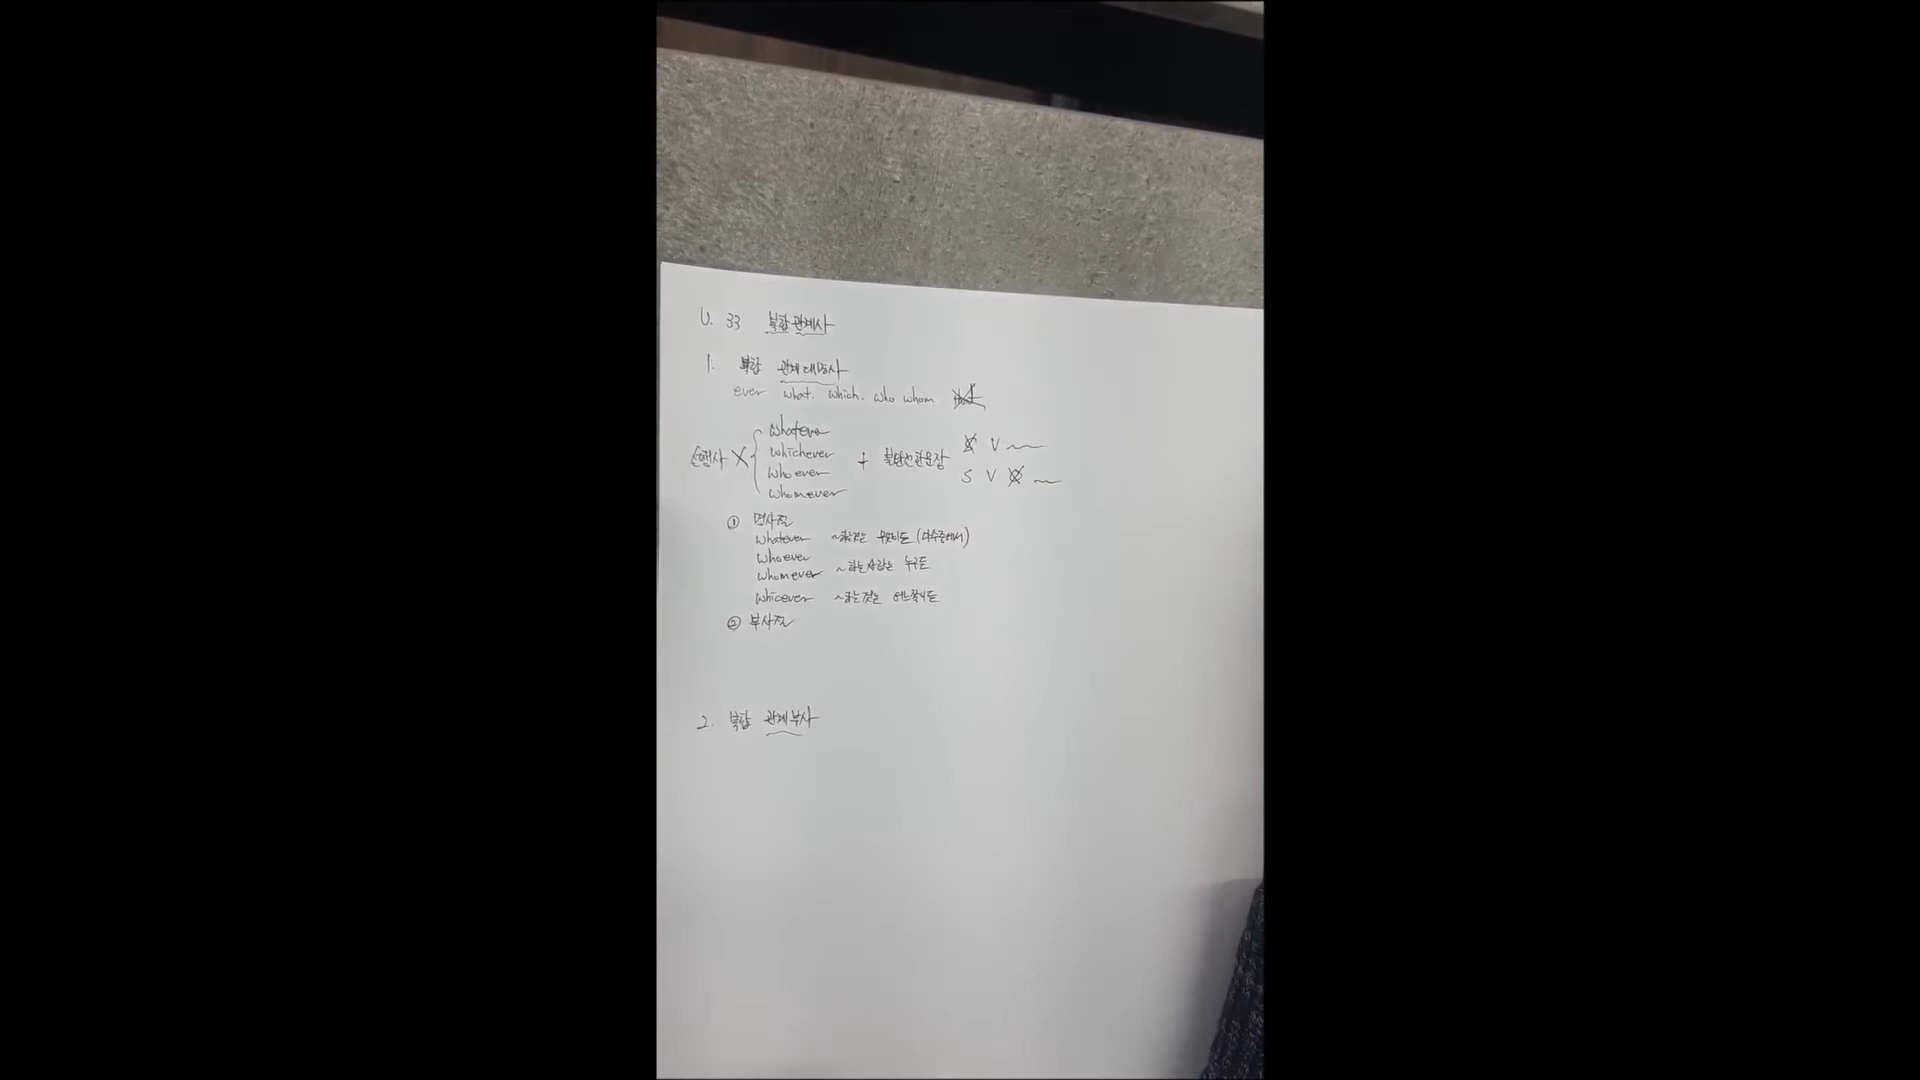 U. 33 복합관계사
1. 복합 관계대명사
ever what. which. who whom
선행사 X { whatever
whichever
whoever
whomever + 불완전한문장 S V
S V O
① 명사절
whatever ~하는것은 무엇이든 (다수중에서)
whoever
whomever ~하는사람은 누구든
whicever ~하는것은 어느쪽이든
② 부사절
2. 복합 관계부사